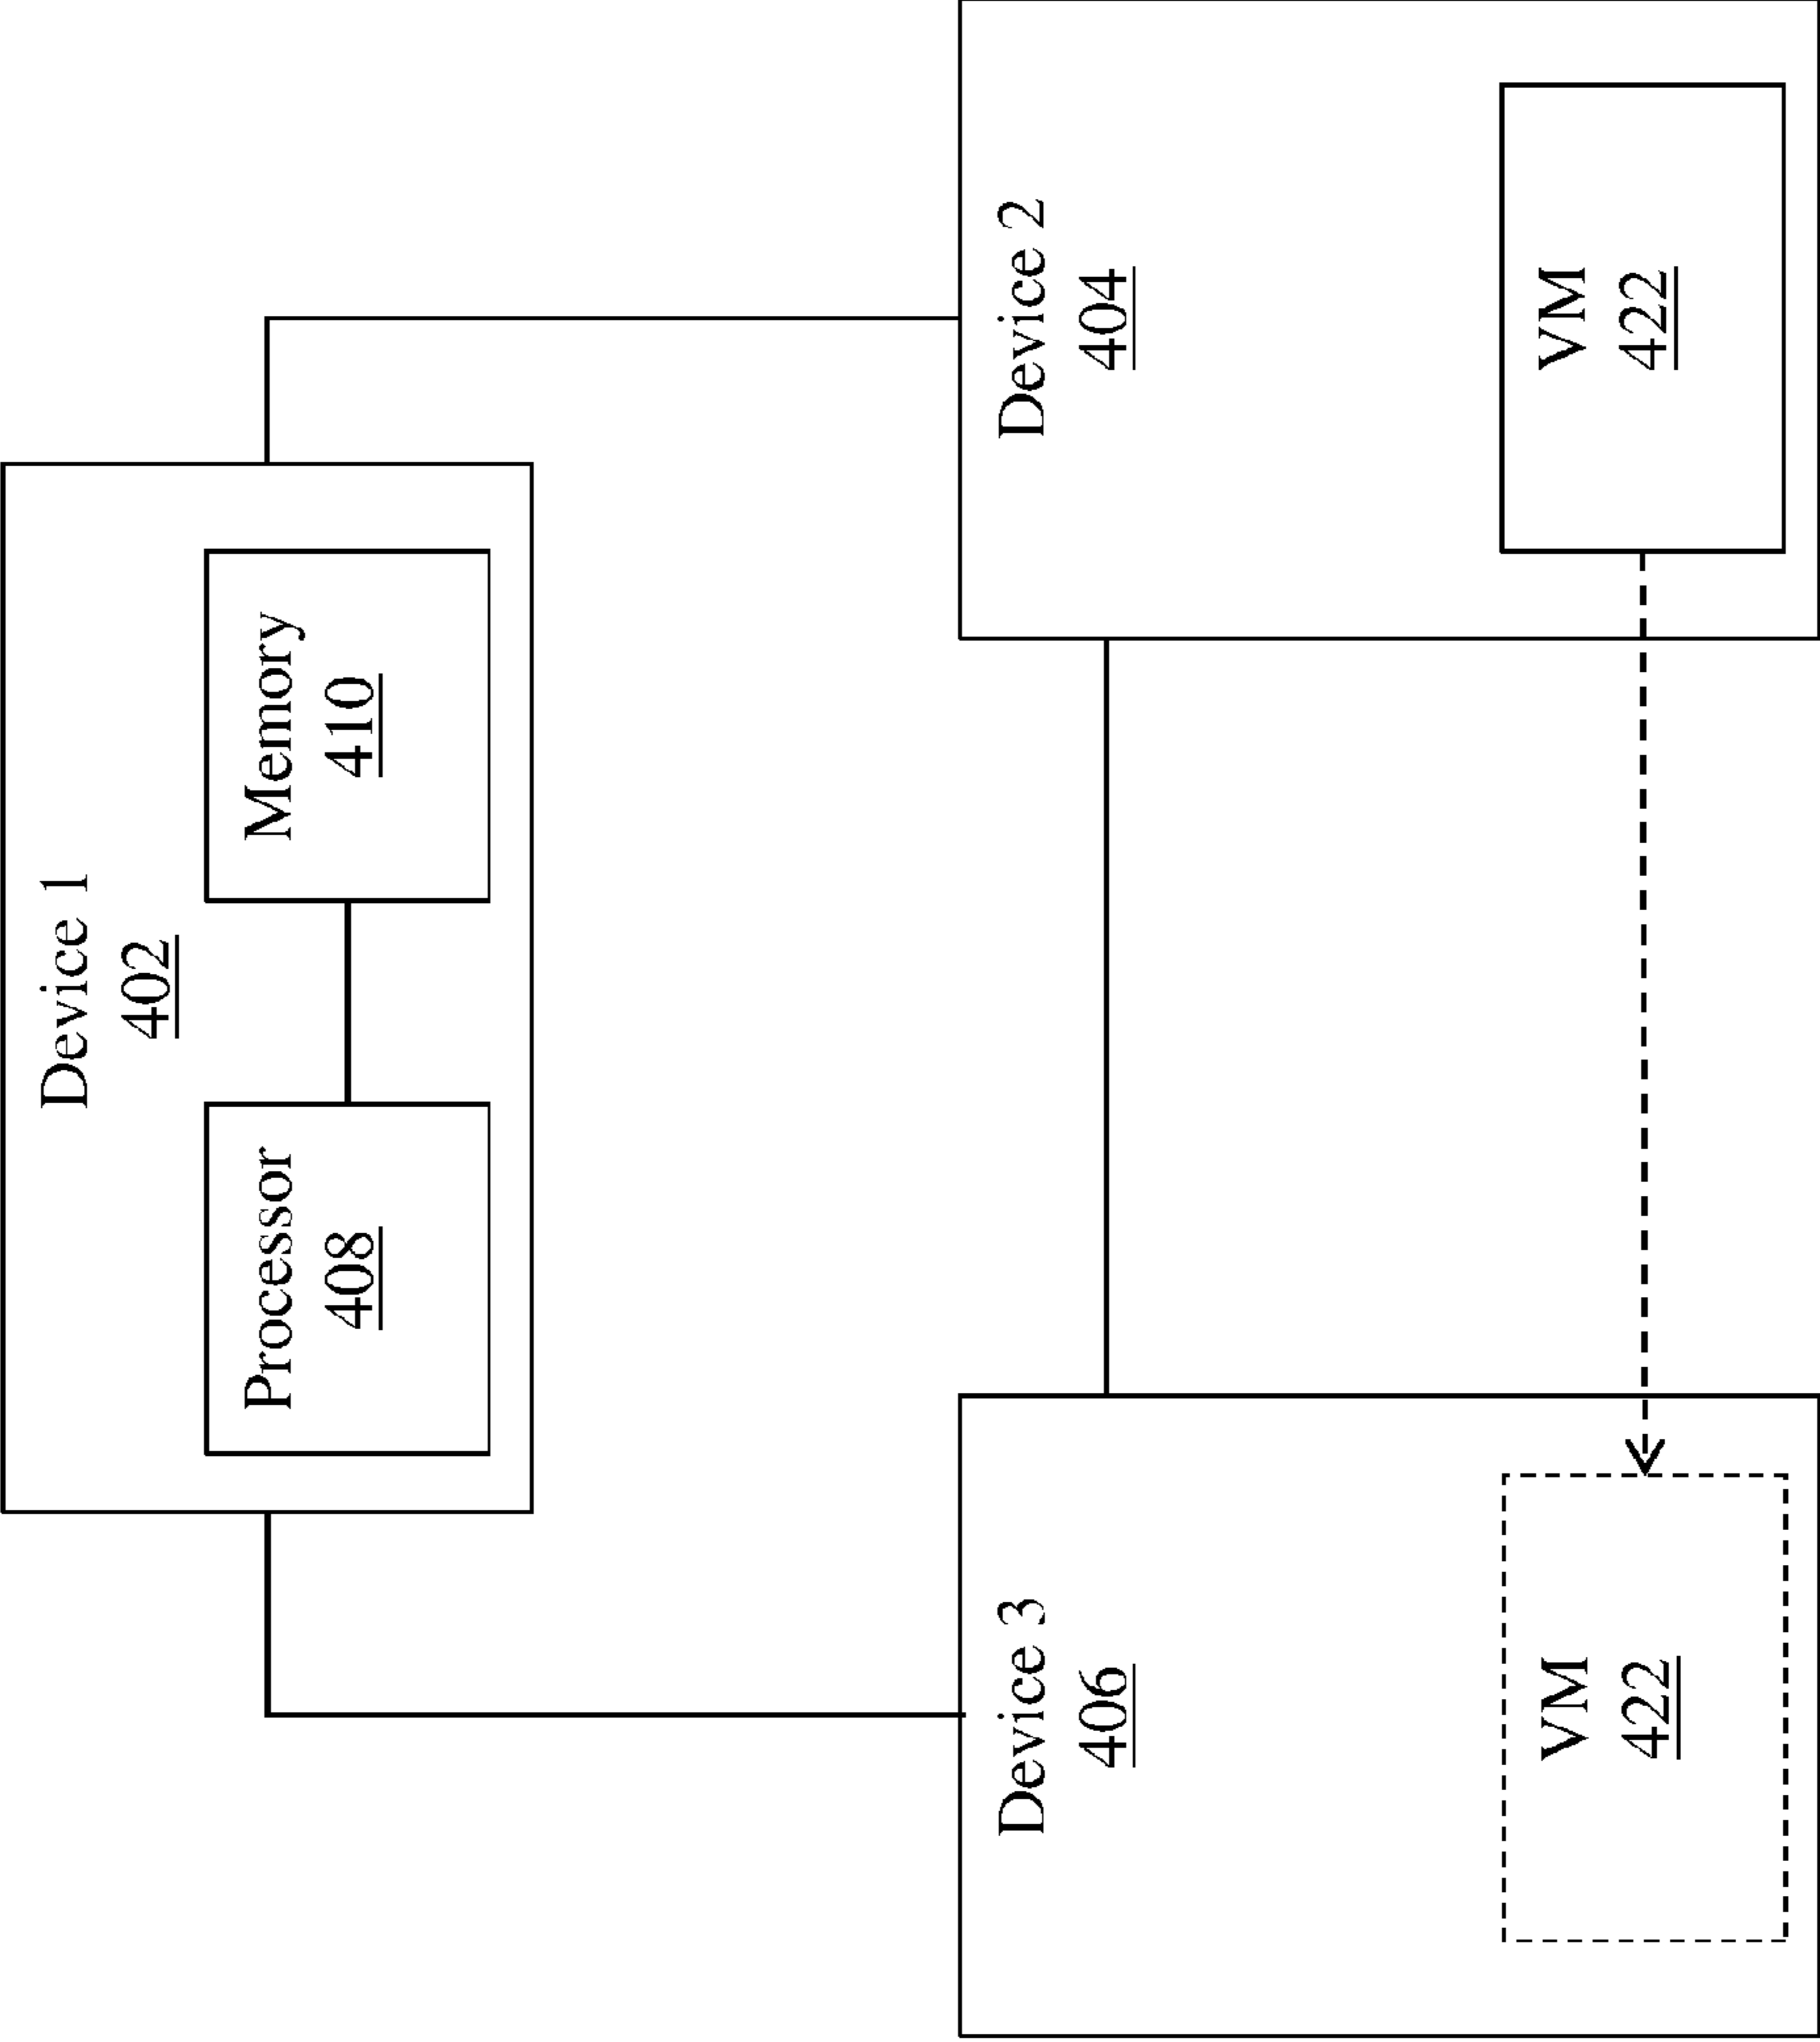 Device 1
402
Processor
408
Memory
410
Device 3
406
Device 2
404
VM
422
VM
422